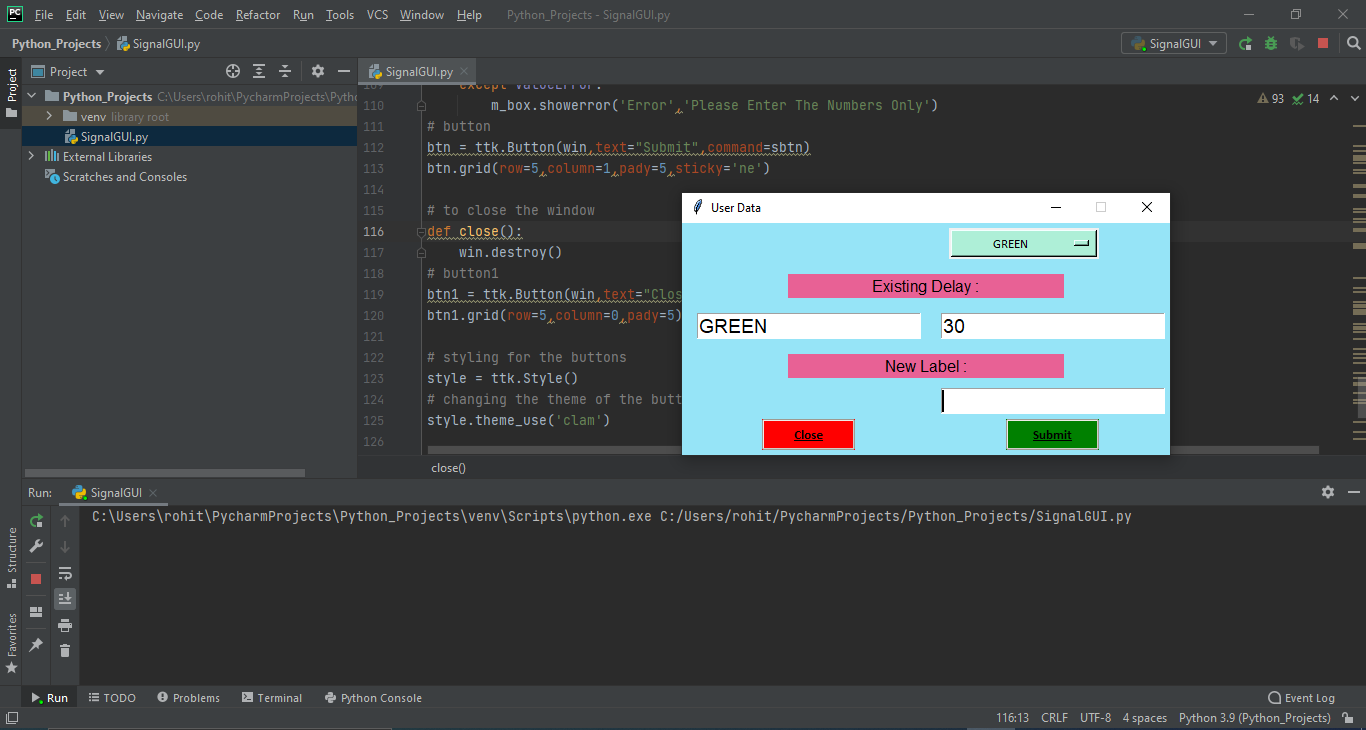 PC File Edit View Navigate Code Refactor Run Tools VCS Window Help Python_Projects - SignalGUI.py
Python_Projects SignalGUI.py SignalGUI
Project
Project
SignalGUI.py
Python_Projects C:\Users\rohit\PycharmProjects\Pytho
venv library root
SignalGUI.py
External Libraries
Scratches and Consoles
109 except ValueError:
110 m_box.showerror('Error','Please Enter The Numbers Only')
93 14
111 # button
112 btn = ttk.Button(win,text="Submit",command=sbtn)
113 btn.grid(row=5,column=1,pady=5,sticky='ne')
114
115 # to close the window
116 def close():
117 win.destroy()
118 # button1
119 btn1 = ttk.Button(win,text="Clos
120 btn1.grid(row=5,column=0,pady=5)
121
122 # styling for the buttons
123 style = ttk.Style()
124 # changing the theme of the butt
125 style.theme_use('clam')
126
close()
User Data
GREEN
Existing Delay :
GREEN 30
New Label :
Close Submit
Run: SignalGUI
C:\Users\rohit\PycharmProjects\Python_Projects\venv\Scripts\python.exe C:/Users/rohit/PycharmProjects/Python_Projects/SignalGUI.py
Structure
Favorites
Run TODO Problems Terminal Python Console Event Log
116:13 CRLF UTF-8 4 spaces Python 3.9 (Python_Projects)